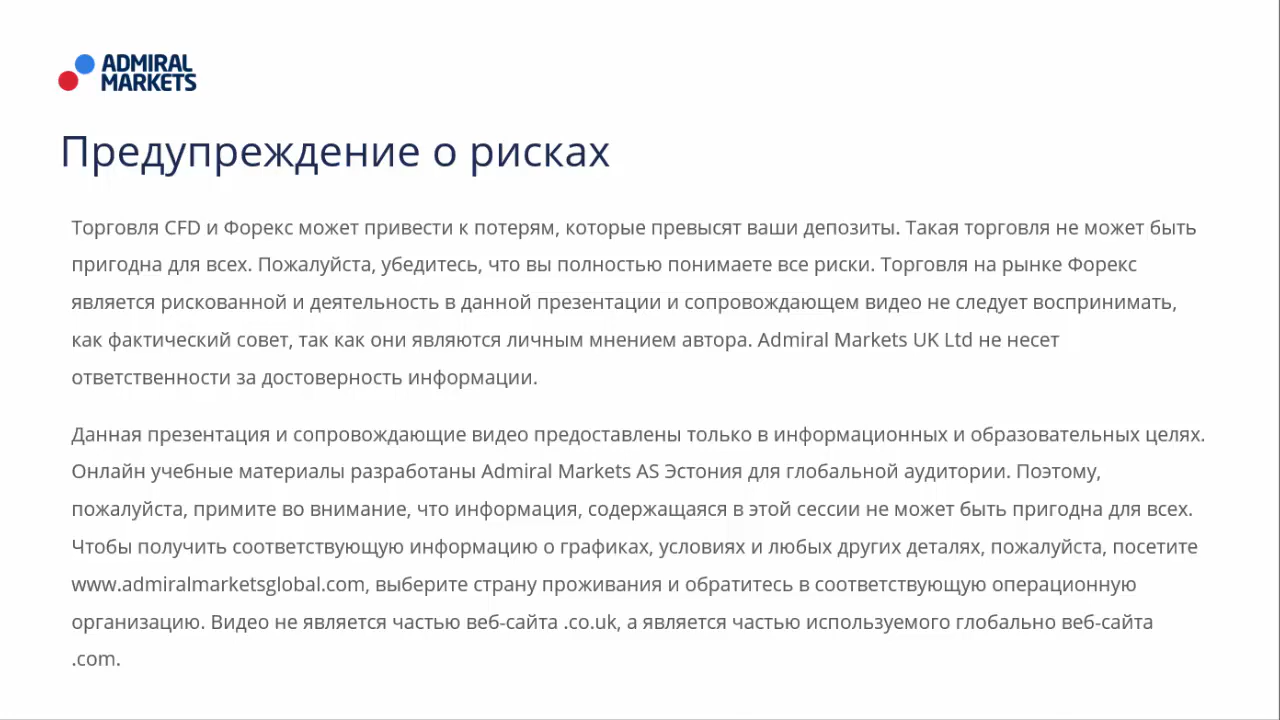 ADMIRAL
MARKETS
Предупреждение о рисках
Торговля CFD и Форекс может привести к потерям, которые превысят ваши депозиты. Такая торговля не может быть
пригодна для всех. Пожалуйста, убедитесь, что вы полностью понимаете все риски. Торговля на рынке Форекс
является рискованной и деятельность в данной презентации и сопровождающем видео не следует воспринимать,
как фактический совет, так как они являются личным мнением автора. Admiral Markets UK Ltd не несет
ответственности за достоверность информации.
Данная презентация и сопровождающие видео предоставлены только в информационных и образовательных целях.
Онлайн учебные материалы разработаны Admiral Markets AS Эстония для глобальной аудитории. Поэтому,
пожалуйста, примите во внимание, что информация, содержащаяся в этой сессии не может быть пригодна для всех.
Чтобы получить соответствующую информацию о графиках, условиях и любых других деталях, пожалуйста, посетите
www.admiralmarketsglobal.com, выберите страну проживания и обратитесь в соответствующую операционную
организацию. Видео не является частью веб-сайта .co.uk, а является частью используемого глобально веб-сайта
.com.